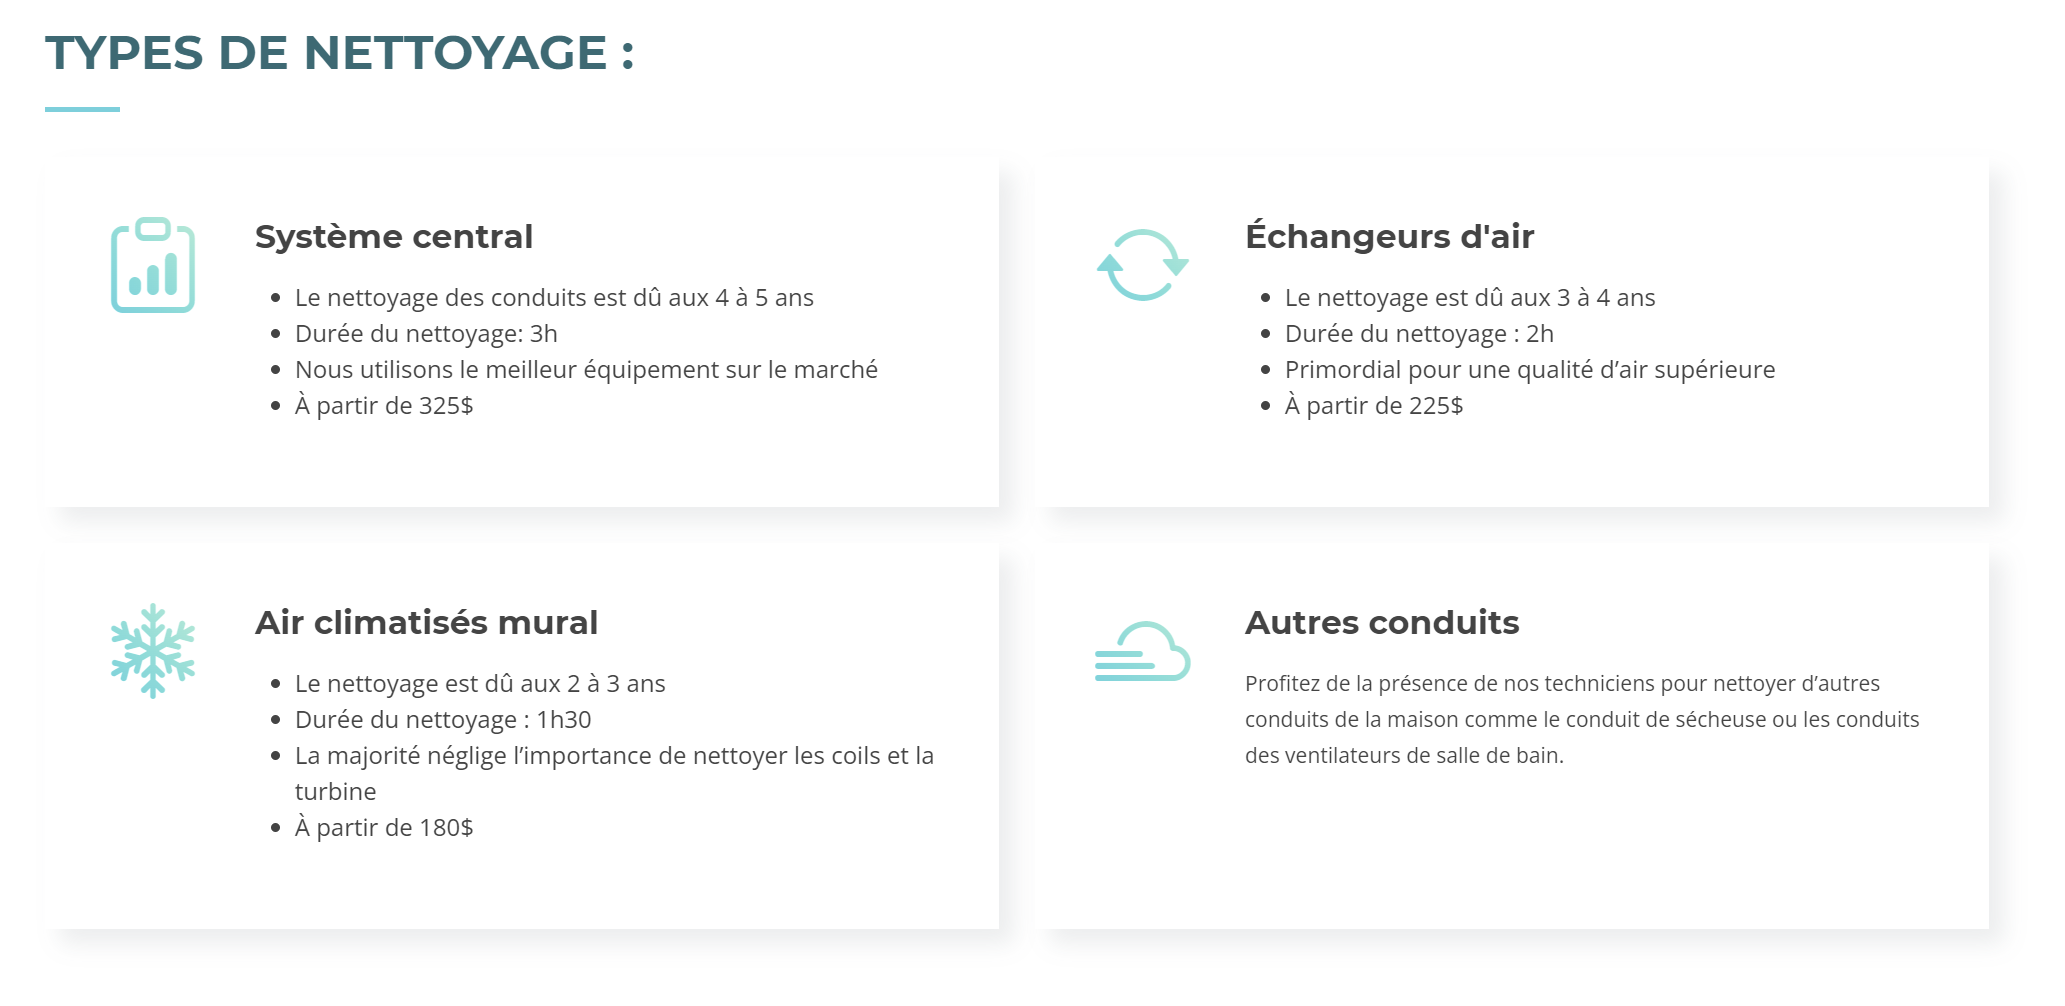 TYPES DE NETTOYAGE :
Système central
Le nettoyage des conduits est dû aux 4 à 5 ans
Durée du nettoyage: 3h
Nous utilisons le meilleur équipement sur le marché
À partir de 325$
Échangeurs d'air
Le nettoyage est dû aux 3 à 4 ans
Durée du nettoyage : 2h
Primordial pour une qualité d’air supérieure
À partir de 225$
Air climatisés mural
Le nettoyage est dû aux 2 à 3 ans
Durée du nettoyage : 1h30
La majorité néglige l’importance de nettoyer les coils et la
turbine
À partir de 180$
Autres conduits
Profitez de la présence de nos techniciens pour nettoyer d’autres
conduits de la maison comme le conduit de sécheuse ou les conduits
des ventilateurs de salle de bain.